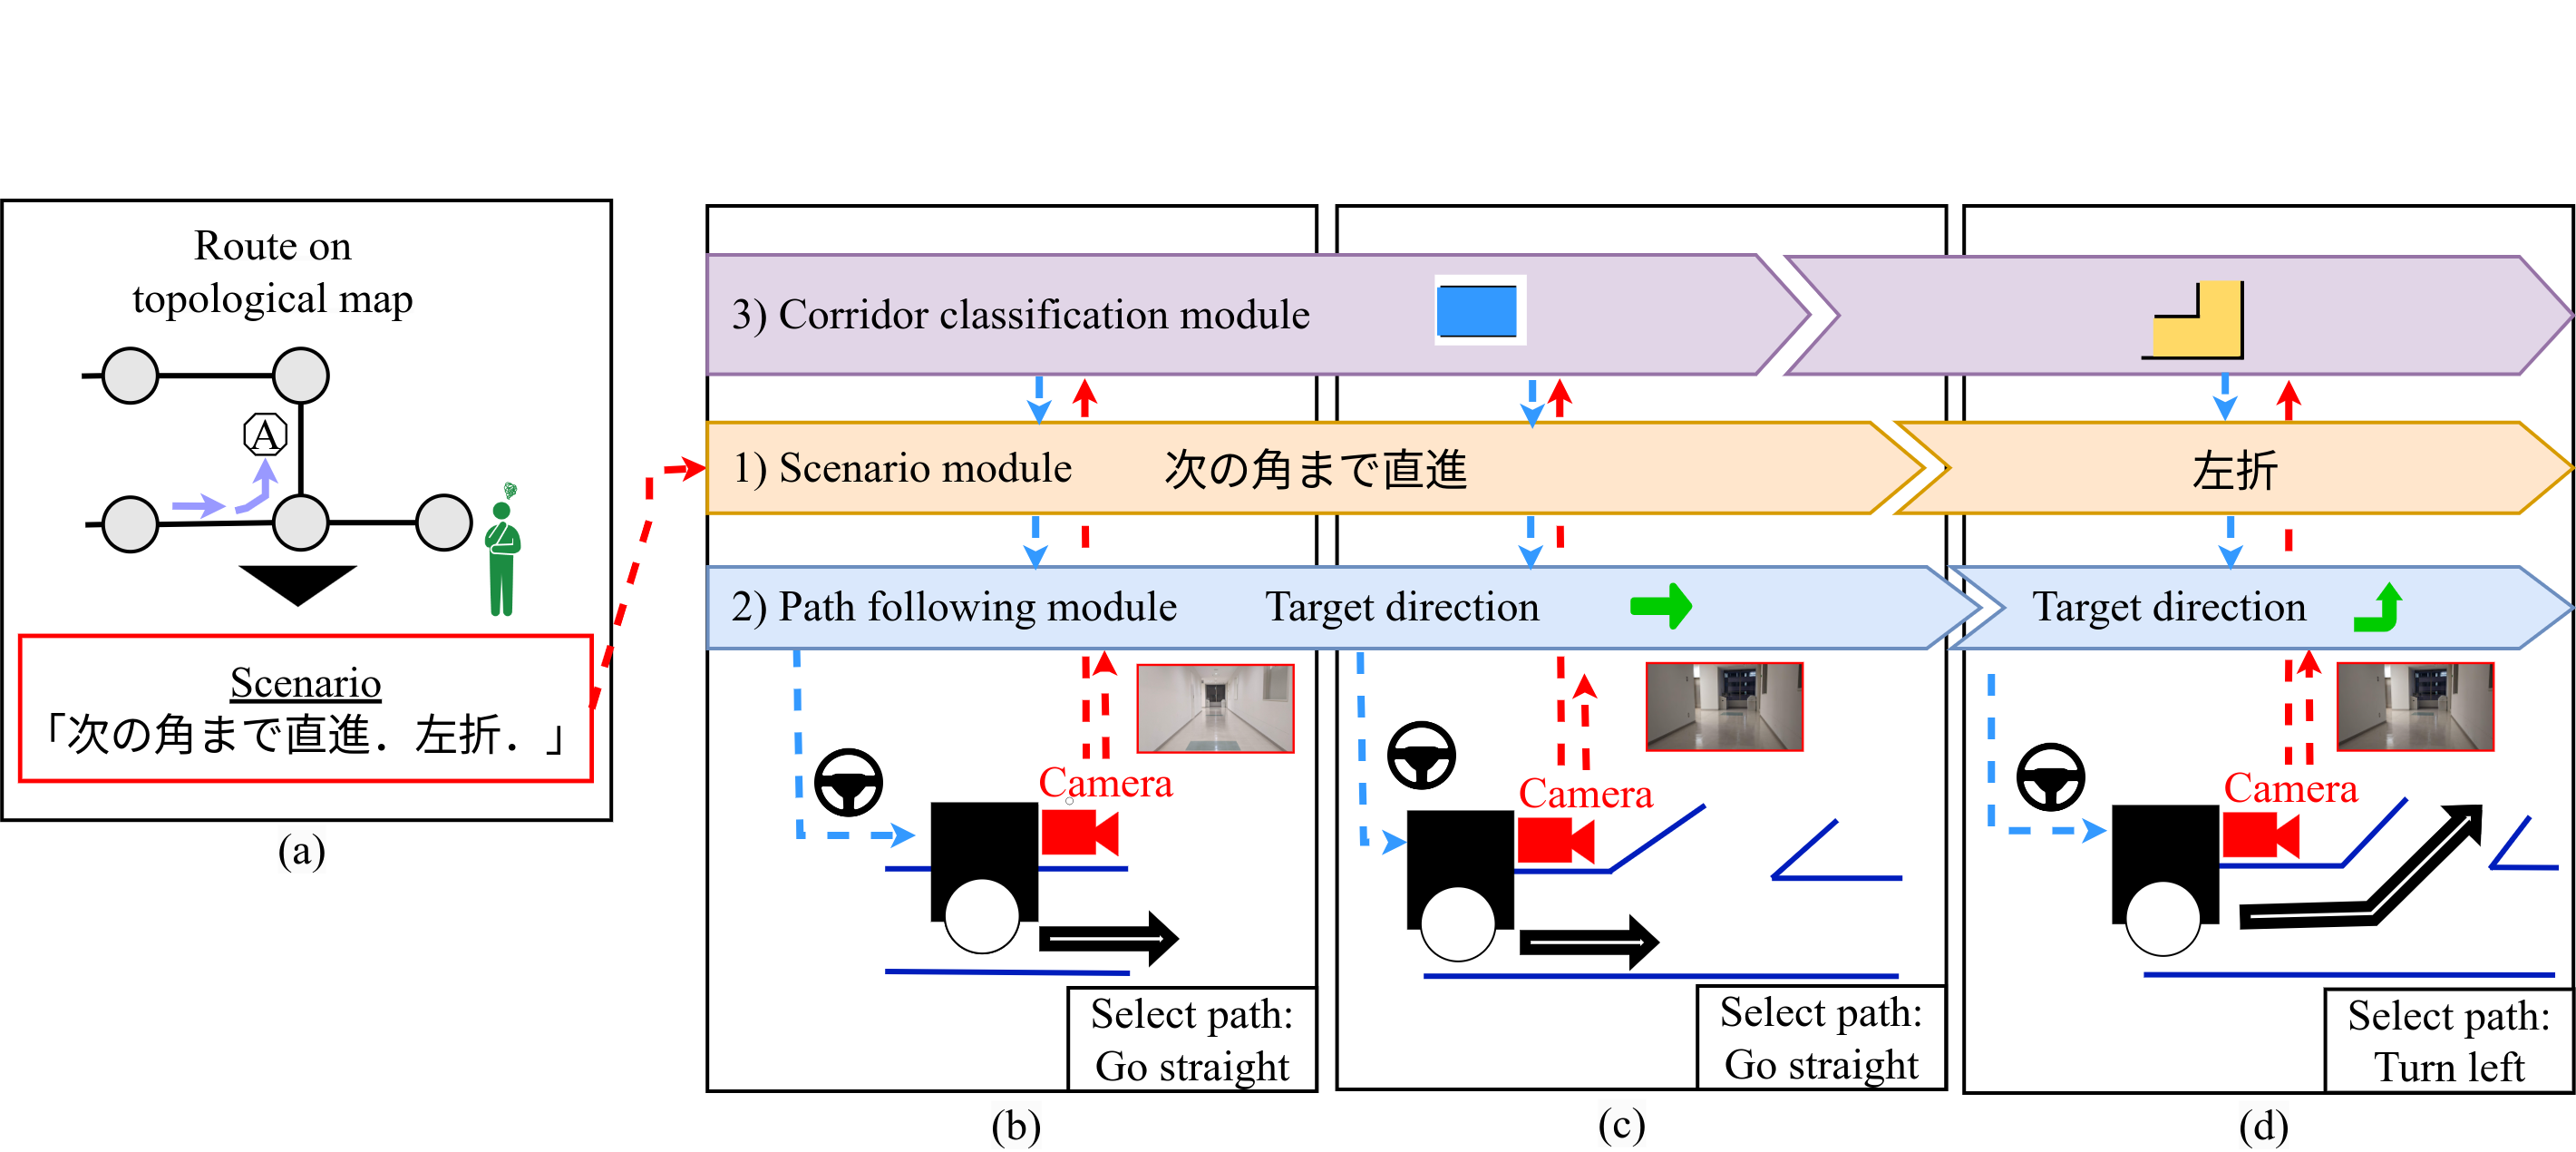 Route on
topological map
A
Scenario
「次の角まで直進．左折．」
(a)
3) Corridor classification module
1) Scenario module 次の角まで直進
左折
2) Path following module Target direction
Target direction
Camera
Camera
Camera
Select path:
Go straight
Select path:
Go straight
Select path:
Turn left
(b)
(c)
(d)